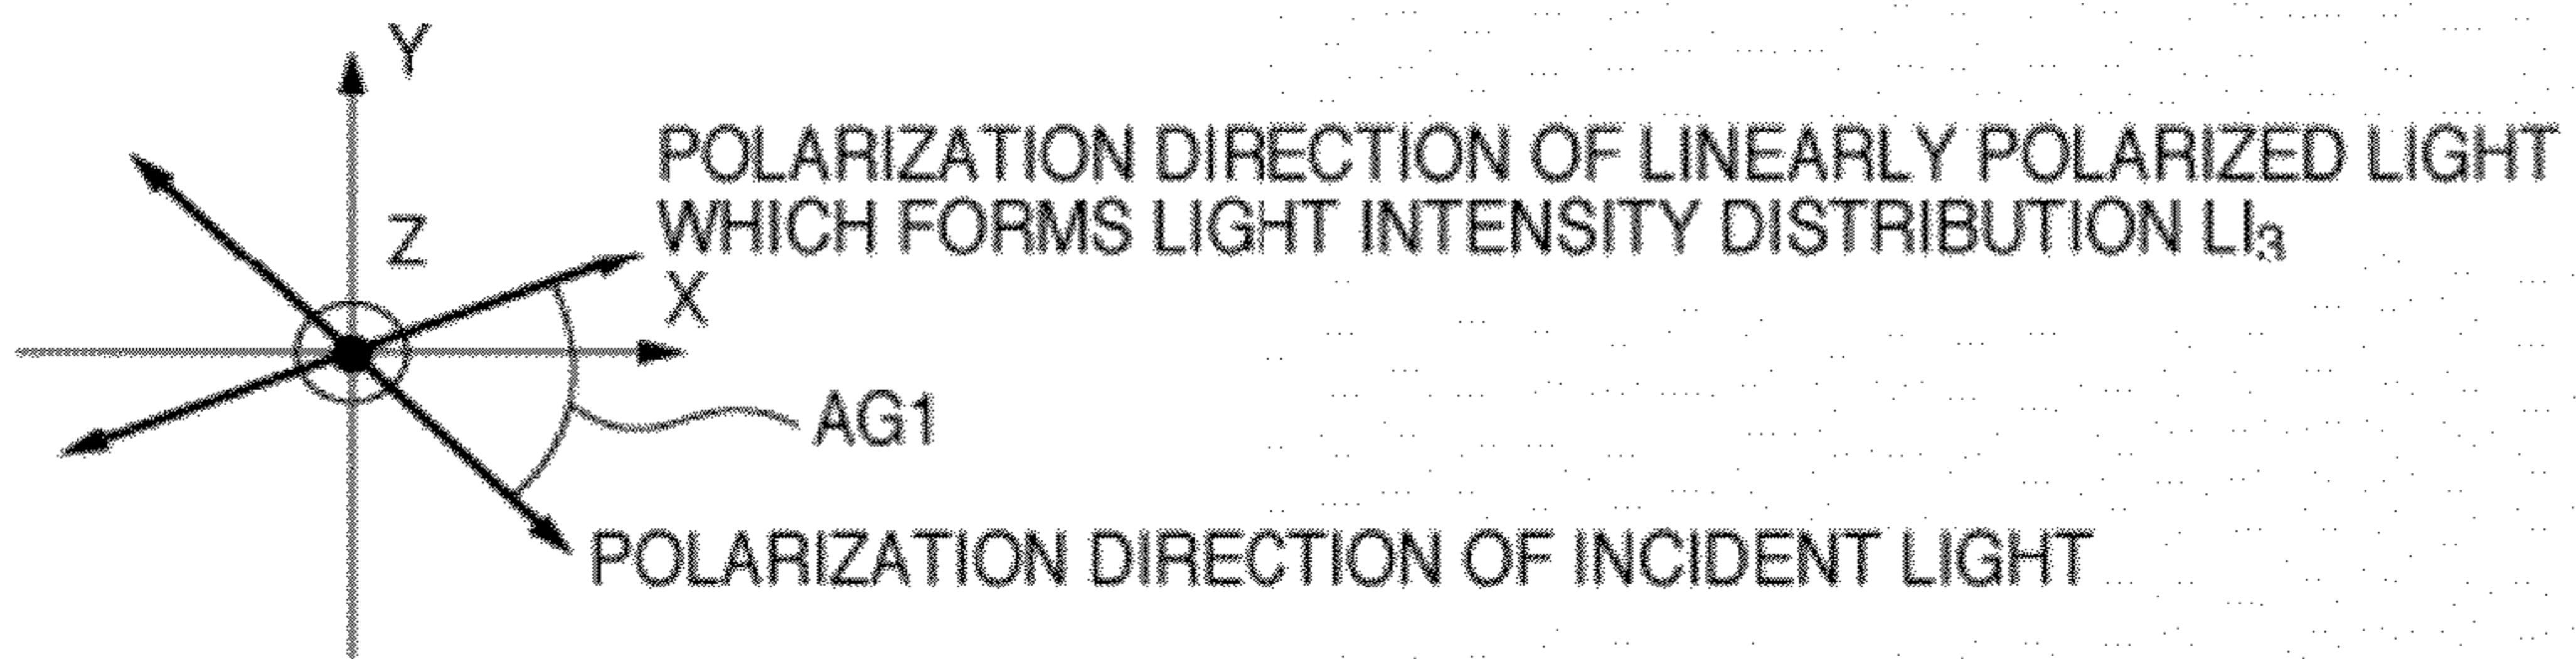 Y
POLARIZATION DIRECTION OF LINEARLY POLARIZED LIGHT
WHICH FORMS LIGHT INTENSITY DISTRIBUTION LI₃
Z
X
AG1
POLARIZATION DIRECTION OF INCIDENT LIGHT